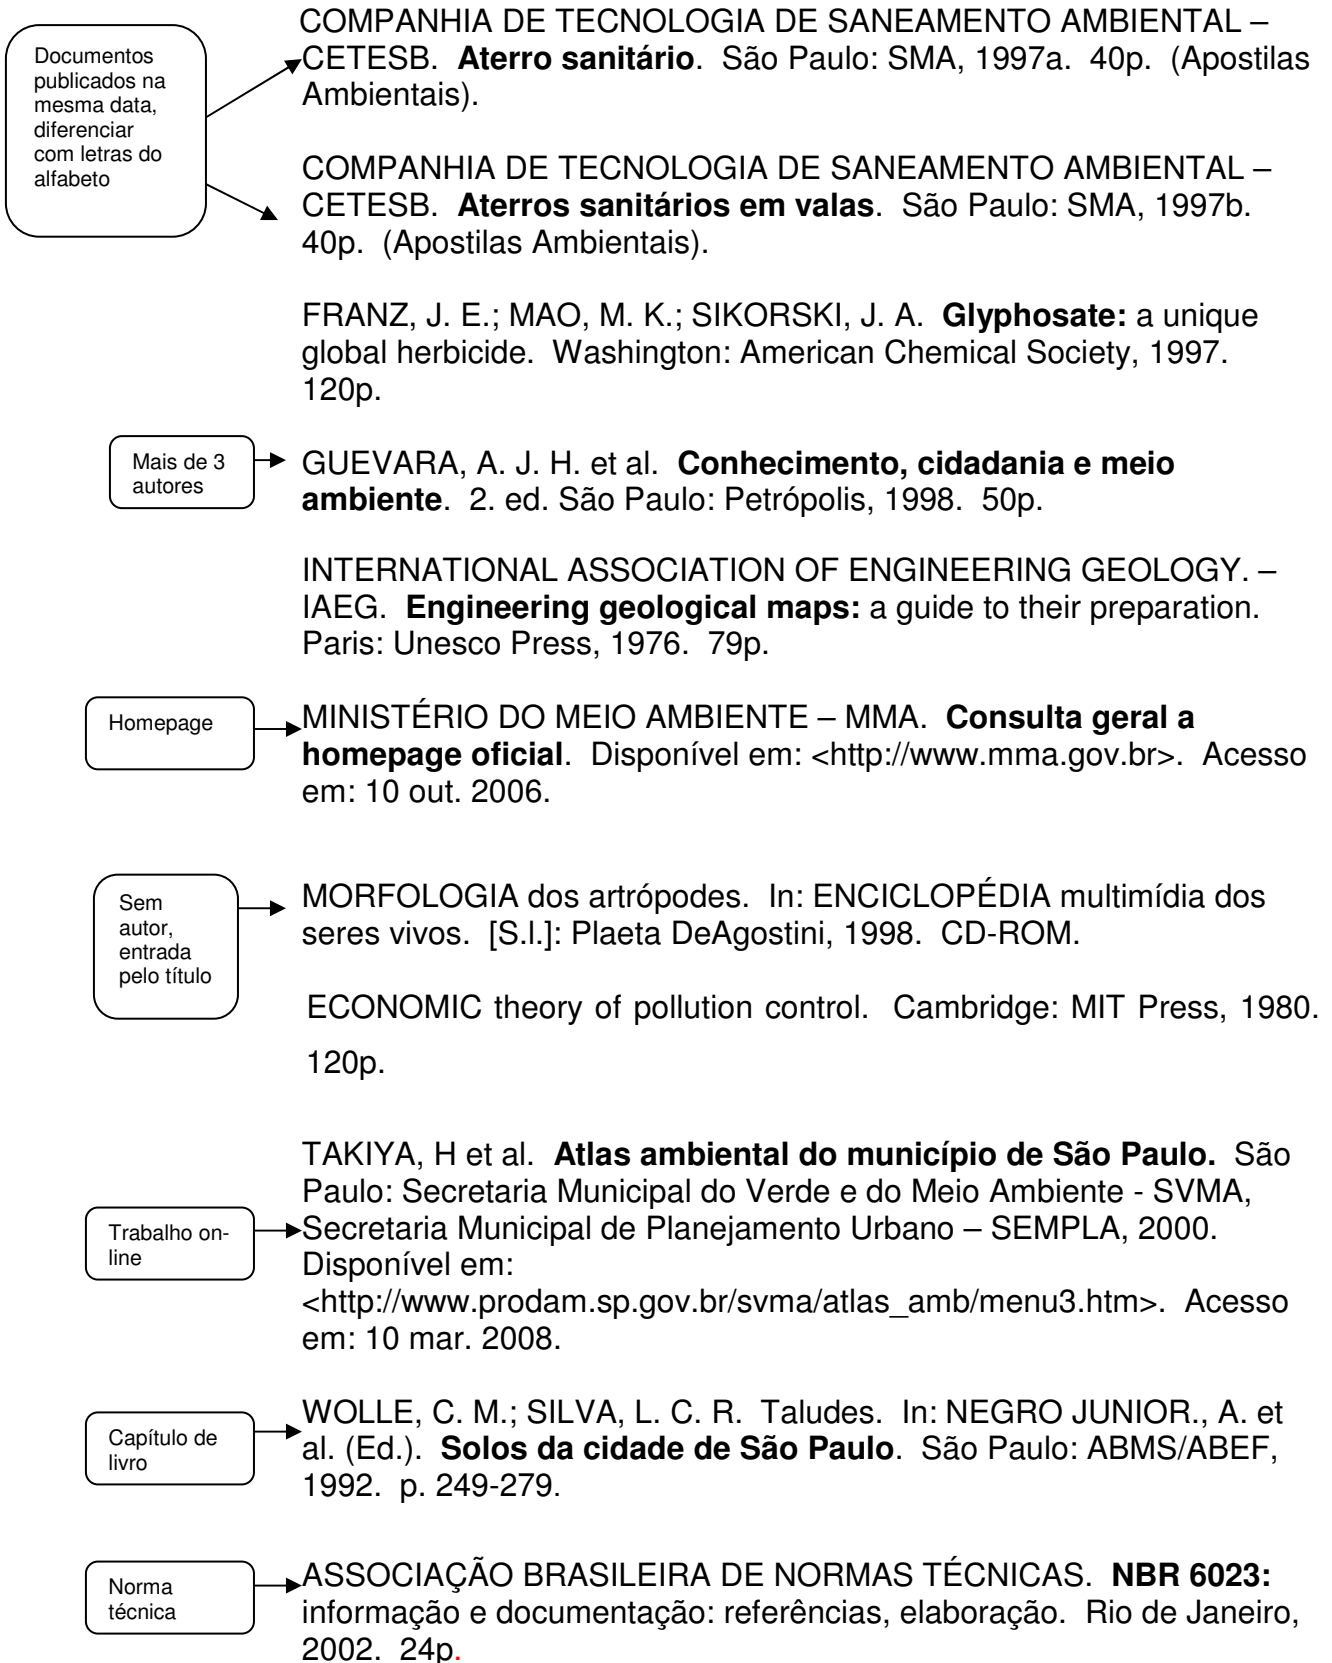 Documentos
publicados na
mesma data,
diferenciar
com letras do
alfabeto
COMPANHIA DE TECNOLOGIA DE SANEAMENTO AMBIENTAL –
CETESB. Aterro sanitário. São Paulo: SMA, 1997a. 40p. (Apostilas
Ambientais).
COMPANHIA DE TECNOLOGIA DE SANEAMENTO AMBIENTAL –
CETESB. Aterros sanitários em valas. São Paulo: SMA, 1997b.
40p. (Apostilas Ambientais).
FRANZ, J. E.; MAO, M. K.; SIKORSKI, J. A. Glyphosate: a unique
global herbicide. Washington: American Chemical Society, 1997.
120p.
Mais de 3
autores
GUEVARA, A. J. H. et al. Conhecimento, cidadania e meio
ambiente. 2. ed. São Paulo: Petrópolis, 1998. 50p.
INTERNATIONAL ASSOCIATION OF ENGINEERING GEOLOGY. –
IAEG. Engineering geological maps: a guide to their preparation.
Paris: Unesco Press, 1976. 79p.
Homepage
MINISTÉRIO DO MEIO AMBIENTE – MMA. Consulta geral a
homepage oficial. Disponível em: <http://www.mma.gov.br>. Acesso
em: 10 out. 2006.
Sem
autor,
entrada
pelo título
MORFOLOGIA dos artrópodes. In: ENCICLOPÉDIA multimídia dos
seres vivos. [S.l.]: Plaeta DeAgostini, 1998. CD-ROM.
ECONOMIC theory of pollution control. Cambridge: MIT Press, 1980.
120p.
Trabalho on-
line
TAKIYA, H et al. Atlas ambiental do município de São Paulo. São
Paulo: Secretaria Municipal do Verde e do Meio Ambiente - SVMA,
Secretaria Municipal de Planejamento Urbano – SEMPLA, 2000.
Disponível em:
<http://www.prodam.sp.gov.br/svma/atlas_amb/menu3.htm>. Acesso
em: 10 mar. 2008.
Capítulo de
livro
WOLLE, C. M.; SILVA, L. C. R. Taludes. In: NEGRO JUNIOR., A. et
al. (Ed.). Solos da cidade de São Paulo. São Paulo: ABMS/ABEF,
1992. p. 249-279.
Norma
técnica
ASSOCIAÇÃO BRASILEIRA DE NORMAS TÉCNICAS. NBR 6023:
informação e documentação: referências, elaboração. Rio de Janeiro,
2002. 24p.